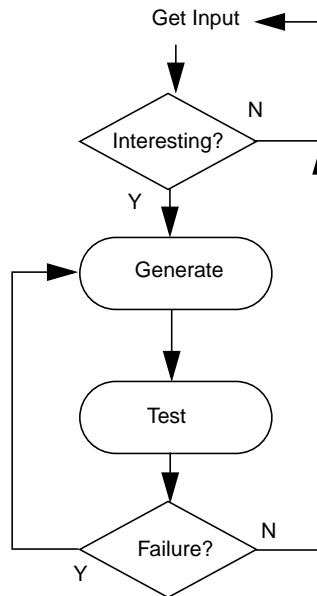 Get Input
N
Interesting?
Y
Generate
Test
N
Failure?
Y